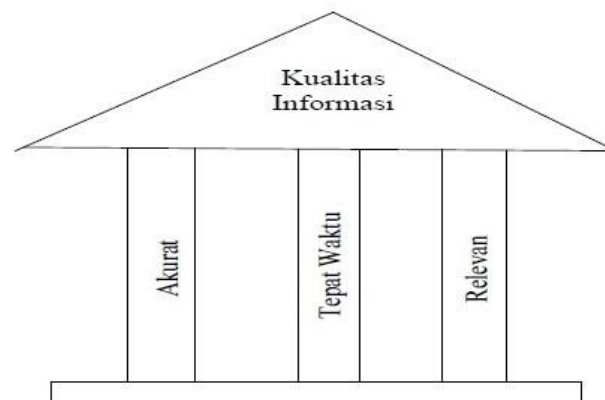 Kualitas
Informasi
Akurat
Tepat Waktu
Relevan